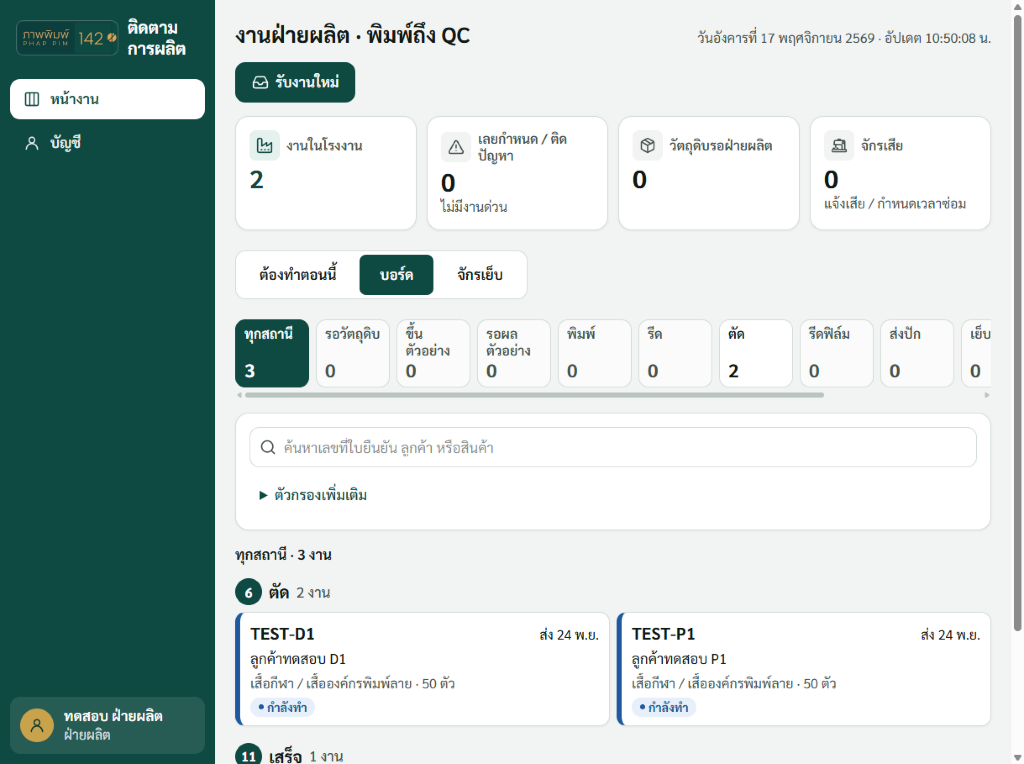 ภาพพิมพ์
PHAP PIM
142
ติดตาม
การผลิต
หน้างาน
บัญชี
ทดสอบ ฝ่ายผลิต
ฝ่ายผลิต
งานฝ่ายผลิต · พิมพ์ถึง QC
วันอังคารที่ 17 พฤศจิกายน 2569 · อัปเดต 10:50:08 น.
รับงานใหม่
งานในโรงงาน
2
เลยกำหนด / ติด
ปัญหา
0
ไม่มีงานด่วน
วัตถุดิบรอฝ่ายผลิต
0
จักรเสีย
0
แจ้งเสีย / กำหนดเวลาซ่อม
ต้องทำตอนนี้
บอร์ด
จักรเย็บ
ทุกสถานี
3
รอวัตถุดิบ
0
ขึ้น
ตัวอย่าง
0
รอผล
ตัวอย่าง
0
พิมพ์
0
รีด
0
ตัด
2
รีดฟิล์ม
0
ส่งปัก
0
เย็บ
0
ค้นหาเลขที่ใบยืนยัน ลูกค้า หรือสินค้า
▶ ตัวกรองเพิ่มเติม
ทุกสถานี · 3 งาน
6 ตัด 2 งาน
TEST-D1 ส่ง 24 พ.ย.
ลูกค้าทดสอบ D1
เสื้อกีฬา / เสื้อองค์กรพิมพ์ลาย · 50 ตัว
• กำลังทำ
TEST-P1 ส่ง 24 พ.ย.
ลูกค้าทดสอบ P1
เสื้อกีฬา / เสื้อองค์กรพิมพ์ลาย · 50 ตัว
• กำลังทำ
11 เสร็จ 1 งาน